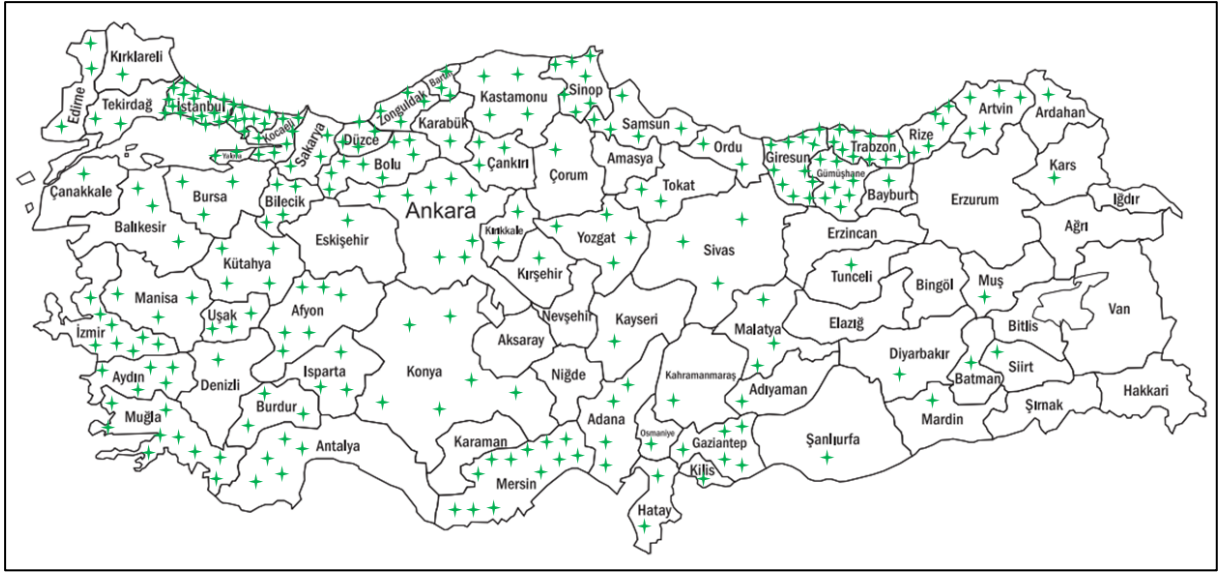 Kırklareli
Edirne
Tekirdağ
İstanbul
Kocaeli
Yalova
Sakarya
Düzce
Zonguldak
Bartın
Karabük
Kastamonu
Sinop
Samsun
Ordu
Giresun
Trabzon
Gümüşhane
Rize
Artvin
Ardahan
Kars
Iğdır
Ağrı
Erzurum
Bayburt
Çanakkale
Balıkesir
Bursa
Bilecik
Bolu
Çankırı
Çorum
Amasya
Tokat
Ankara
Eskişehir
Kütahya
Kırıkkale
Yozgat
Kırşehir
Sivas
Erzincan
Tunceli
Bingöl
Muş
Van
Bitlis
Elazığ
Malatya
Manisa
Uşak
Afyon
İzmir
Aydın
Denizli
Isparta
Konya
Aksaray
Nevşehir
Kayseri
Niğde
Kahramanmaraş
Adıyaman
Diyarbakır
Batman
Siirt
Şırnak
Hakkari
Mardin
Şanlıurfa
Muğla
Burdur
Antalya
Karaman
Mersin
Adana
Osmaniye
Gaziantep
Kilis
Hatay